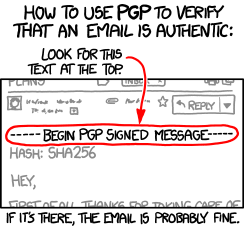 HOW TO USE PGP TO VERIFY
THAT AN EMAIL IS AUTHENTIC:
LOOK FOR THIS
TEXT AT THE TOP.
PLANS
REPLY
-----BEGIN PGP SIGNED MESSAGE-----
HASH: SHA256
HEY,
FIRST OF ALL, THANKS FOR TAKING CARE OF
IF IT'S THERE, THE EMAIL IS PROBABLY FINE.